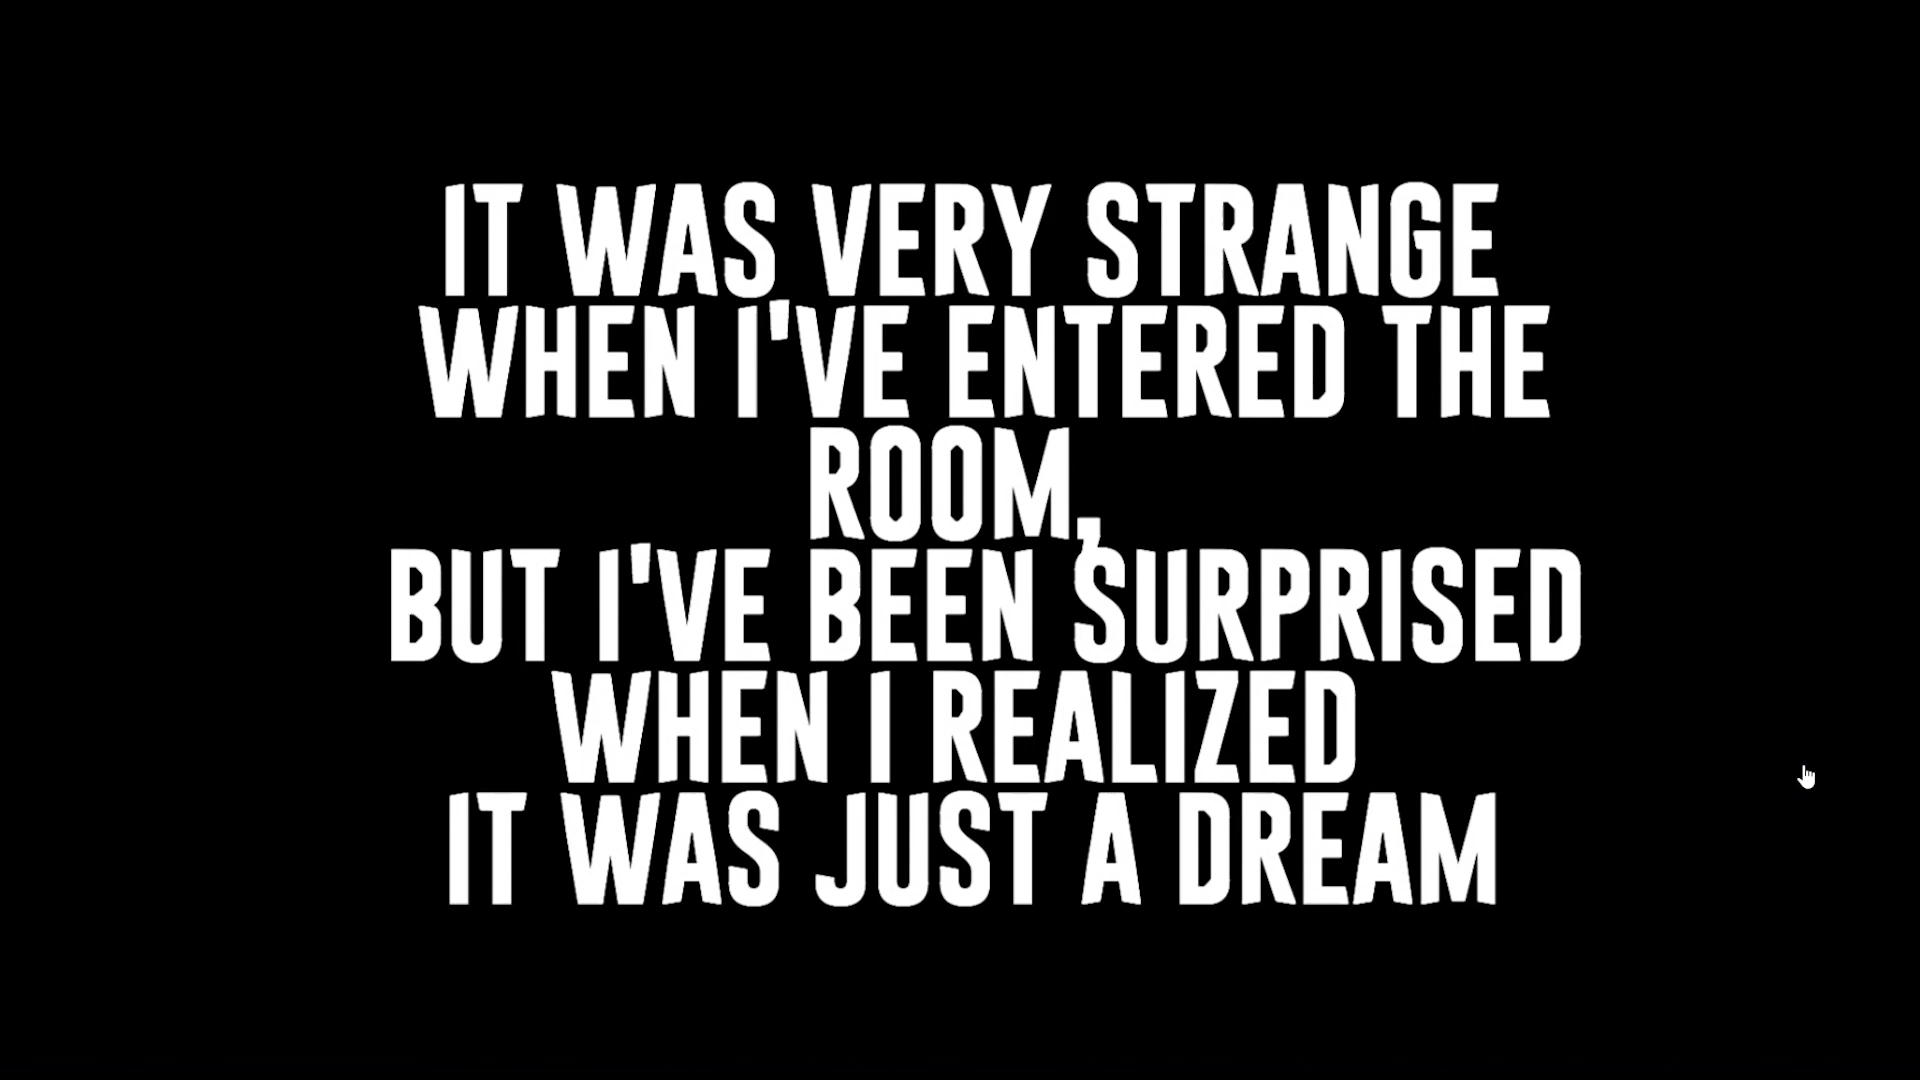 IT WAS VERY STRANGE
WHEN I'VE ENTERED THE
ROOM,
BUT I'VE BEEN SURPRISED
WHEN I REALIZED
IT WAS JUST A DREAM